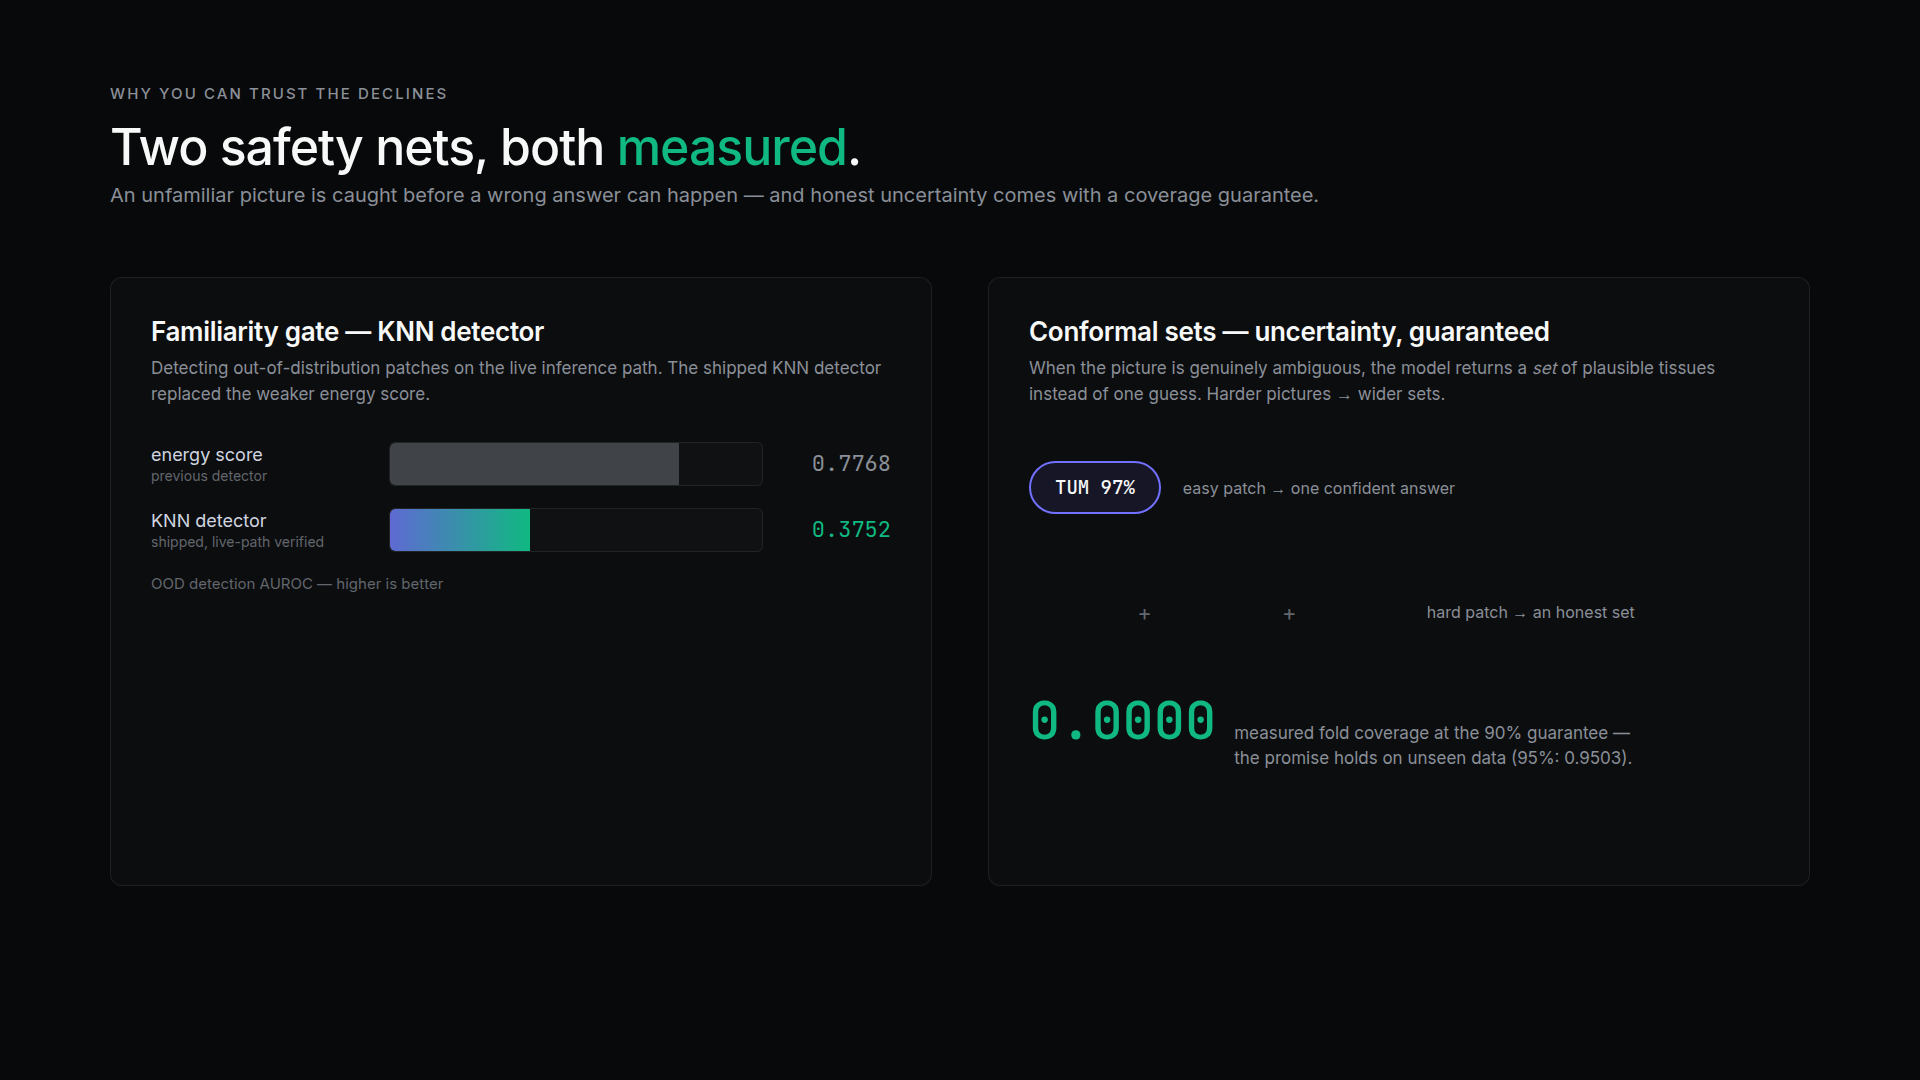 WHY YOU CAN TRUST THE DECLINES
Two safety nets, both measured.
An unfamiliar picture is caught before a wrong answer can happen — and honest uncertainty comes with a coverage guarantee.
Familiarity gate — KNN detector
Detecting out-of-distribution patches on the live inference path. The shipped KNN detector
replaced the weaker energy score.
energy score
previous detector
0.7768
KNN detector
shipped, live-path verified
0.3752
OOD detection AUROC — higher is better
Conformal sets — uncertainty, guaranteed
When the picture is genuinely ambiguous, the model returns a set of plausible tissues
instead of one guess. Harder pictures → wider sets.
TUM 97% easy patch → one confident answer
+ + hard patch → an honest set
0.0000 measured fold coverage at the 90% guarantee —
the promise holds on unseen data (95%: 0.9503).